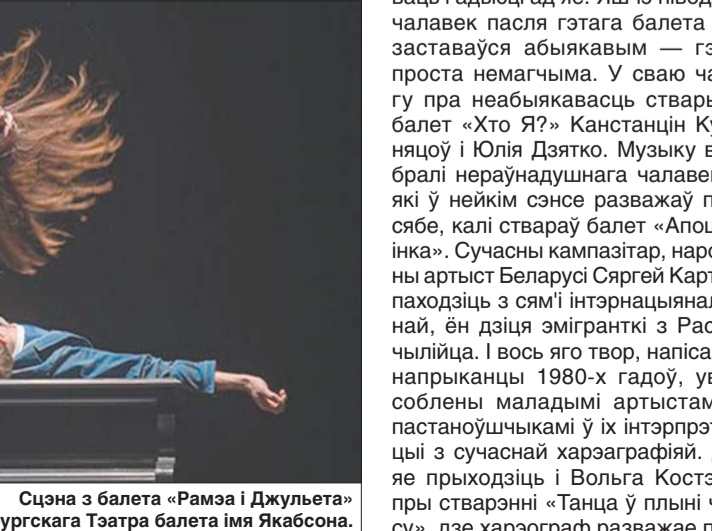 Сцэна з балета «Рамэа і Джульета»
ургскага Тэатра балета імя Якабсона.
чалавек пасля гэтага балета
заставаўся абыякавым — гэ
проста немагчыма. У сваю ча
гу пра неабыякавасць ствары
балет «Хто Я?» Канстанцін Ку
няцоў і Юлія Дзятко. Музыку в
бралі нераўнадушнага чалавек
які ў нейкім сэнсе разважаў п
сябе, калі ствараў балет «Апош
інка». Сучасны кампазітар, наро
ны артыст Беларусі Сяргей Карт
паходзіць з сям'і інтэрнацыянал
най, ён дзіця эмігранткі з Рас
чылійца. І вось яго твор, напіса
напрыканцы 1980-х гадоў, ув
соблены маладымі артыстам
пастаноўшчыкамі ў іх інтэрпрэт
цыі з сучаснай харэаграфіяй.
яе прыходзіць і Вольга Костэ
пры стварэнні «Танца ў плыні ч
су», дзе харэограф разважае п